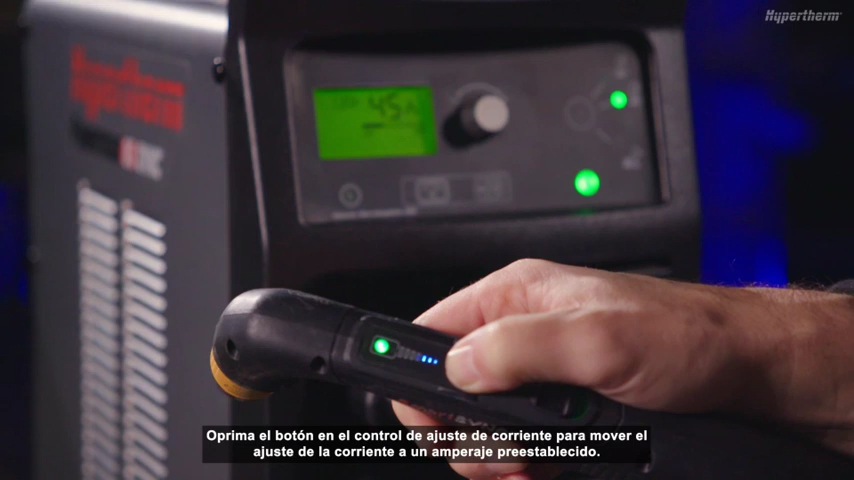 Hypertherm
Hypertherm
45A
Oprima el botón en el control de ajuste de corriente para mover el
ajuste de la corriente a un amperaje preestablecido.